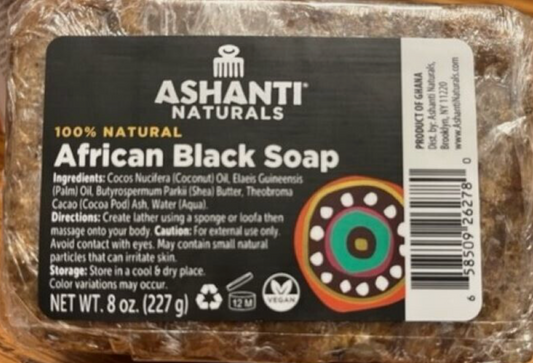 ASHANTI
NATURALS
100% NATURAL
African Black Soap
Ingredients: Cocos Nucifera (Coconut) Oil, Elaeis Guineensis
(Palm) Oil, Butyrospermum Parkii (Shea) Butter, Theobroma
Cacao (Cocoa Pod) Ash, Water (Aqua).
Directions: Create lather using a sponge or loofa then
massage onto your body. Caution: For external use only.
Avoid contact with eyes. May contain small natural
particles that can irritate skin.
Storage: Store in a cool & dry place.
Color variations may occur.
NET WT. 8 oz. (227 g)
12 M
VEGAN
PRODUCT OF GHANA
Dist. by: Ashanti Naturals,
Brooklyn, NY 11220
www.AshantiNaturals.com
6 58509 26278 0